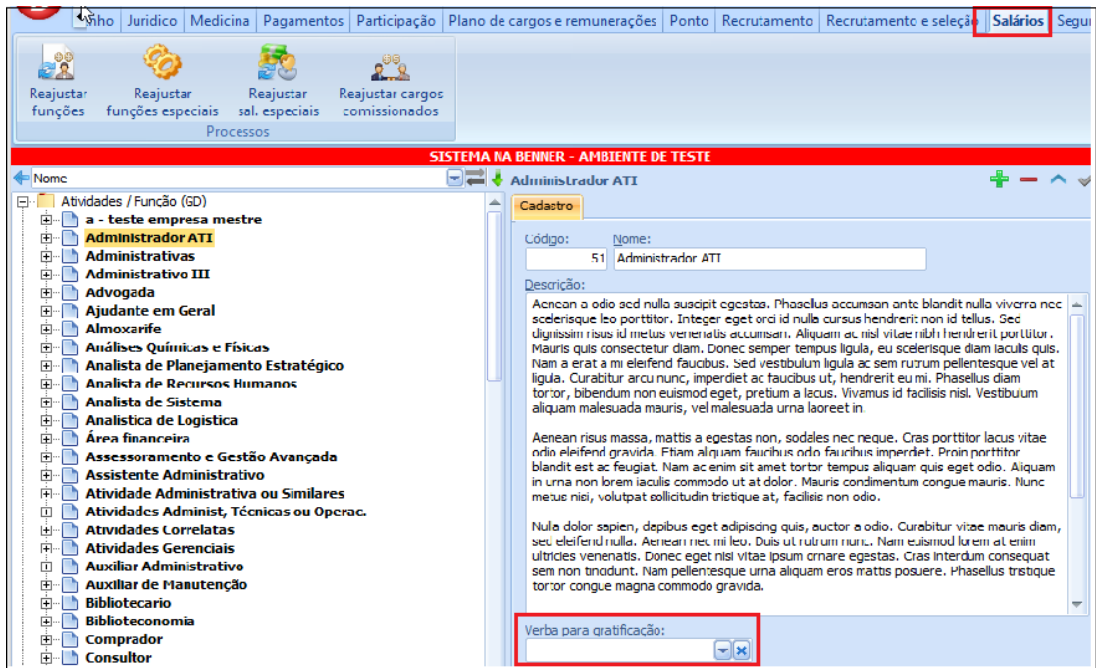 nho Juridico Medicina Pagamentos Participação Plano de cargos e remunerações Ponto Recrutamento Recrutamento e seleção Salários Segur
Reajustar funções
Reajustar funções especiais
Reajustar sal. especiais
Reajustar cargos comissionados
Processos
SISTEMA NA BENNER - AMBIENTE DE TESTE
Nome
Atividades / Função (GD)
a - teste empresa mestre
Administrador ATI
Administrativas
Administrativo III
Advogada
Ajudante em Geral
Almoxarife
Análises Químicas e Físicas
Analista de Planejamento Estratégico
Analista de Recursos Humanos
Analista de Sistema
Analistica de Logistica
Área financeira
Assessoramento e Gestão Avançada
Assistente Administrativo
Atividade Administrativa ou Similares
Atividades Administ, Técnicas ou Operac.
Atividades Correlatas
Atividades Gerenciais
Auxiliar Administrativo
Auxiliar de Manutenção
Bibliotecario
Biblioteconomia
Comprador
Consultor
Administrador ATI
Cadastro
Código: Nome:
51 Administrador ATI
Descrição:
Aenean a odio sed nulla suscipit egestas. Phasellus accumsan ante blandit nulla viverra nec
scelerisque leo porttitor. Integer eget orci id nulla cursus hendrerit non id tellus. Sed
dignissim risus id metus venenatis accumsan. Aliquam ac nisl vitae nibh hendrerit porttitor.
Mauris quis consectetur diam. Donec semper tempus ligula, eu scelerisque diam iaculis quis.
Nam a erat a mi eleifend faucibus. Sed vestibulum ligula ac sem rutrum pellentesque vel at
ligula. Curabitur arcu nunc, imperdiet ac faucibus ut, hendrerit eu mi. Phasellus diam
tortor, bibendum non euismod eget, pretium a lacus. Vivamus id facilisis nisl. Vestibulum
aliquam malesuada mauris, vel malesuada urna laoreet in.
Aenean risus massa, mattis a egestas non, sodales nec neque. Cras porttitor lacus vitae
odio eleifend gravida. Etiam aliquam faucibus odio faucibus imperdiet. Proin porttitor
blandit est ac feugiat. Nam ac enim sit amet tortor tempus aliquam quis eget odio. Aliquam
in urna non lorem iaculis commodo ut at dolor. Mauris condimentum congue mauris. Nunc
metus nisi, volutpat sollicitudin tristique at, facilisis non odio.
Nulla dolor sapien, dapibus eget adipiscing quis, auctor a odio. Curabitur vitae mauris diam,
sed eleifend nulla. Aenean nec mi leo. Duis ut rutrum nunc. Nam euismod lorem at enim
ultricies venenatis. Donec eget nisl vitae ipsum ornare egestas. Cras interdum consequat
sem non tincidunt. Nam pellentesque urna aliquam eros mattis posuere. Phasellus tristique
tortor congue magna commodo gravida.
Verba para gratificação: